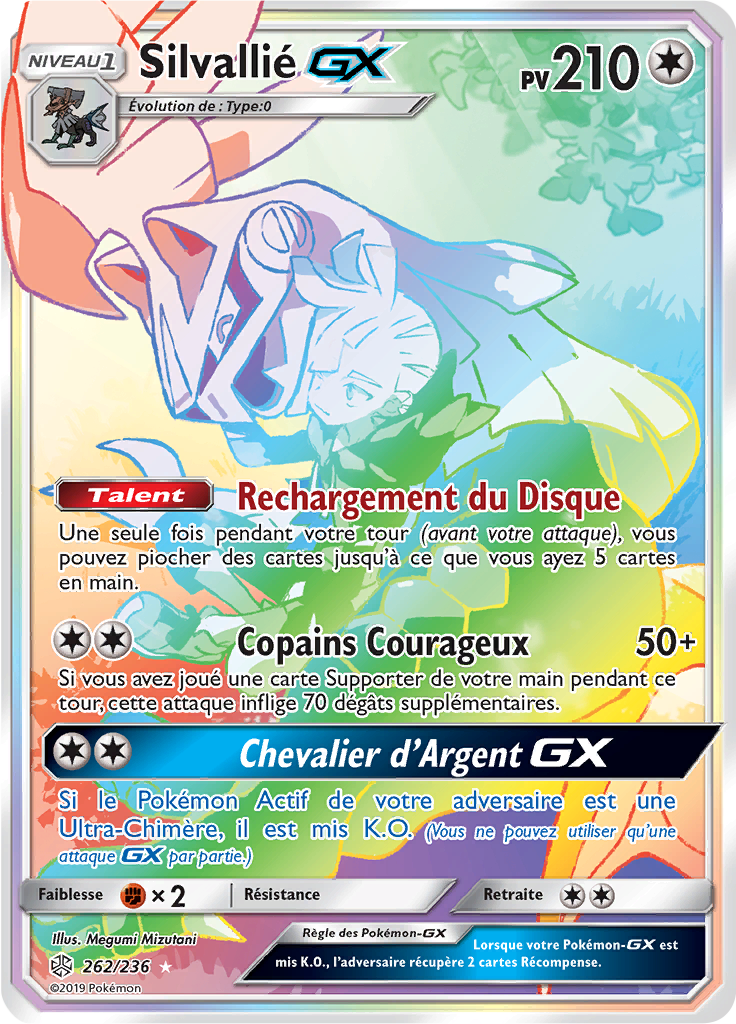 NIVEAU 1
Silvallié GX
PV 210
Évolution de : Type:0
Talent Rechargement du Disque
Une seule fois pendant votre tour (avant votre attaque), vous
pouvez piocher des cartes jusqu'à ce que vous ayez 5 cartes
en main.
Copains Courageux 50+
Si vous avez joué une carte Supporter de votre main pendant ce
tour, cette attaque inflige 70 dégâts supplémentaires.
Chevalier d'Argent GX
Si le Pokémon Actif de votre adversaire est une
Ultra-Chimère, il est mis K.O. (Vous ne pouvez utiliser qu'une
attaque GX par partie.)
Faiblesse × 2 Résistance Retraite
Illus. Megumi Mizutani
Règle des Pokémon-GX
Lorsque votre Pokémon-GX est
mis K.O., l'adversaire récupère 2 cartes Récompense.
262/236
©2019 Pokémon